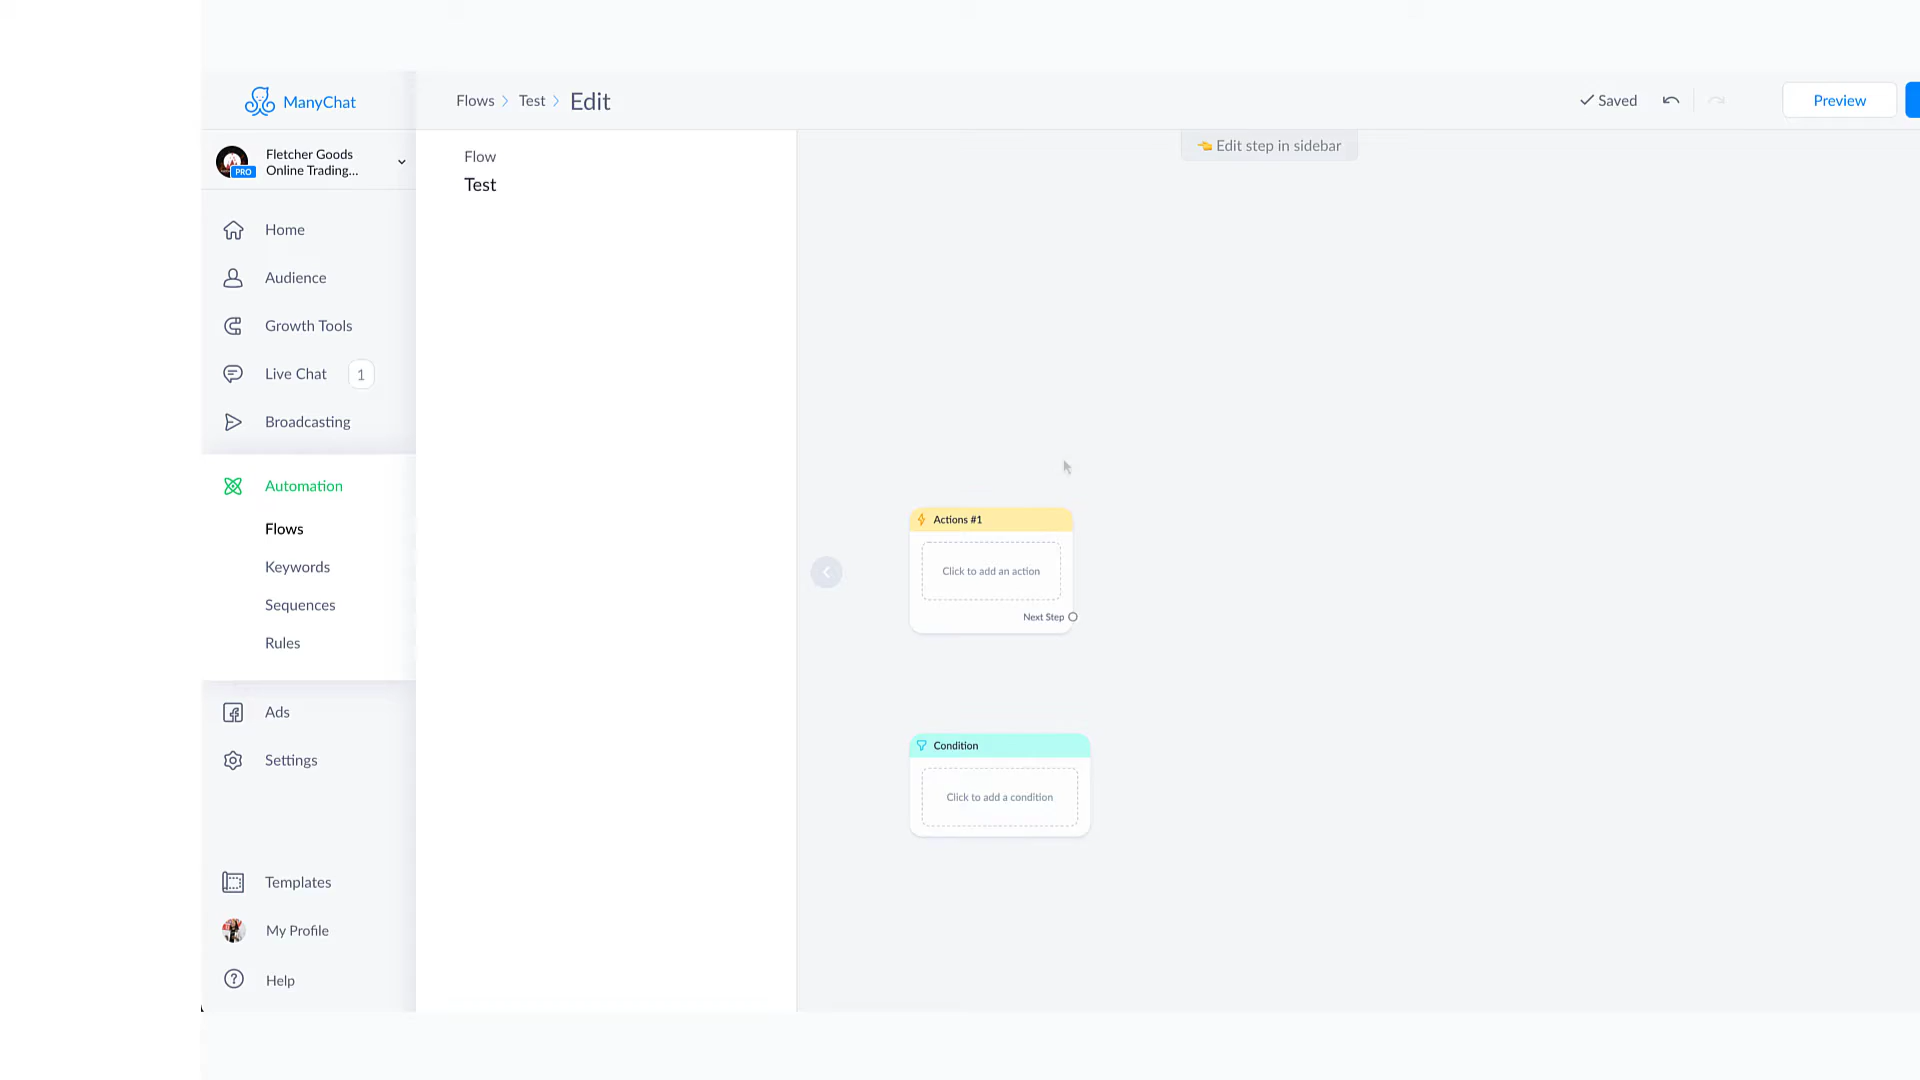 ManyChat
Flows > Test > Edit
Saved
Preview
Edit step in sidebar
PRO
Fletcher Goods
Online Trading...
Flow
Test
Home
Audience
Growth Tools
Live Chat 1
Broadcasting
Automation
Flows
Keywords
Sequences
Rules
Ads
Settings
Templates
My Profile
Help
Actions #1
Click to add an action
Next Step
Condition
Click to add a condition